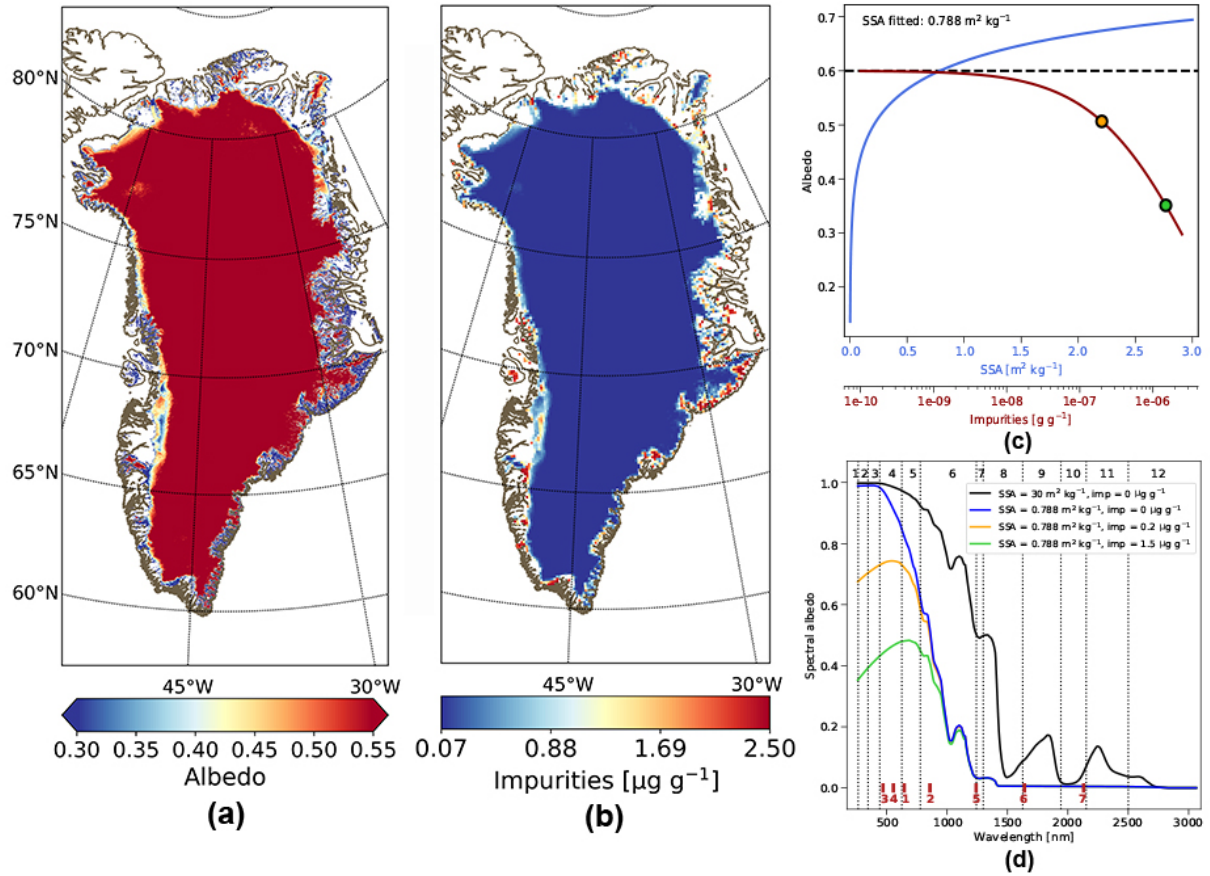 80°N
75°N
70°N
65°N
60°N
45°W
30°W
0.30 0.35 0.40 0.45 0.50 0.55
Albedo
(a)
45°W
30°W
0.07 0.88 1.69 2.50
Impurities [µg g⁻¹]
(b)
SSA fitted: 0.788 m² kg⁻¹
Albedo
0.7
0.6
0.5
0.4
0.3
0.2
0.0 0.5 1.0 1.5 2.0 2.5 3.0
SSA [m² kg⁻¹]
1e-10 1e-09 1e-08 1e-07 1e-06
Impurities [g g⁻¹]
(c)
1 2 3 4 5 6 7 8 9 10 11 12
SSA = 30 m² kg⁻¹, imp = 0 µg g⁻¹
SSA = 0.788 m² kg⁻¹, imp = 0 µg g⁻¹
SSA = 0.788 m² kg⁻¹, imp = 0.2 µg g⁻¹
SSA = 0.788 m² kg⁻¹, imp = 1.5 µg g⁻¹
Spectral albedo
1.0
0.8
0.6
0.4
0.2
0.0
3 4 1 2 5 6 7
500 1000 1500 2000 2500 3000
Wavelength [nm]
(d)